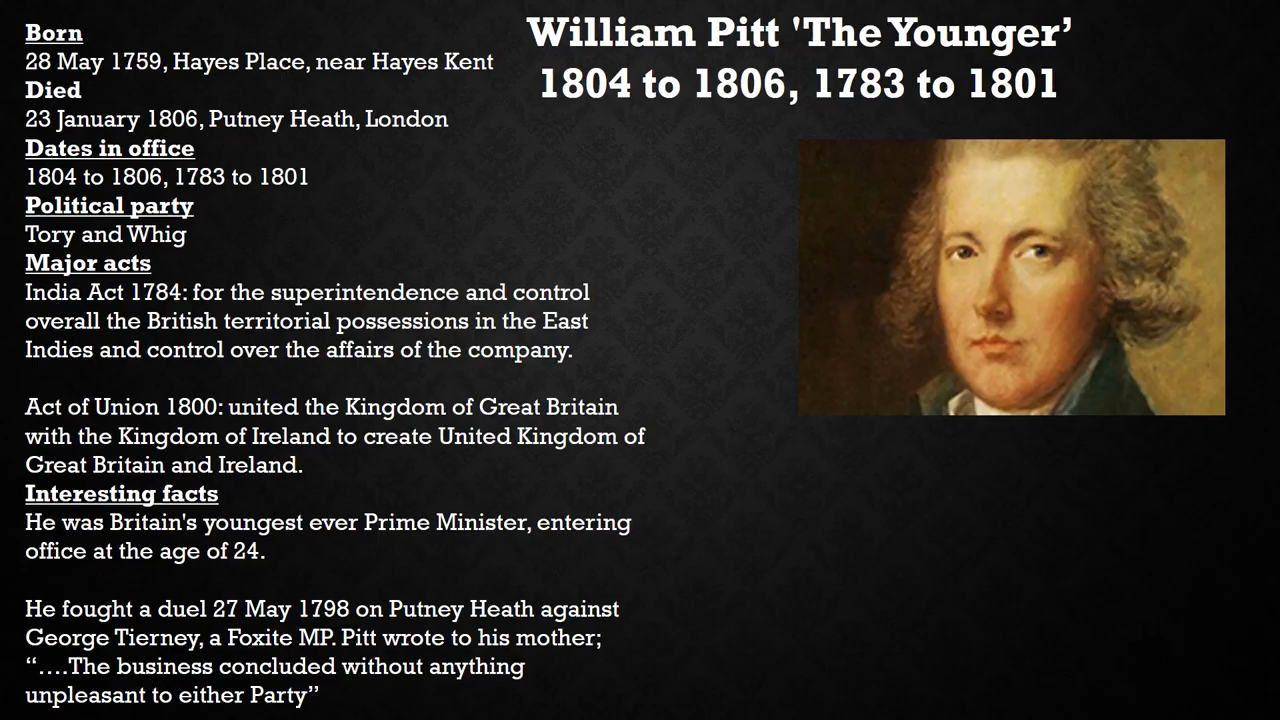 William Pitt 'The Younger’
1804 to 1806, 1783 to 1801
Born
28 May 1759, Hayes Place, near Hayes Kent
Died
23 January 1806, Putney Heath, London
Dates in office
1804 to 1806, 1783 to 1801
Political party
Tory and Whig
Major acts
India Act 1784: for the superintendence and control
overall the British territorial possessions in the East
Indies and control over the affairs of the company.
Act of Union 1800: united the Kingdom of Great Britain
with the Kingdom of Ireland to create United Kingdom of
Great Britain and Ireland.
Interesting facts
He was Britain's youngest ever Prime Minister, entering
office at the age of 24.
He fought a duel 27 May 1798 on Putney Heath against
George Tierney, a Foxite MP. Pitt wrote to his mother;
“….The business concluded without anything
unpleasant to either Party”